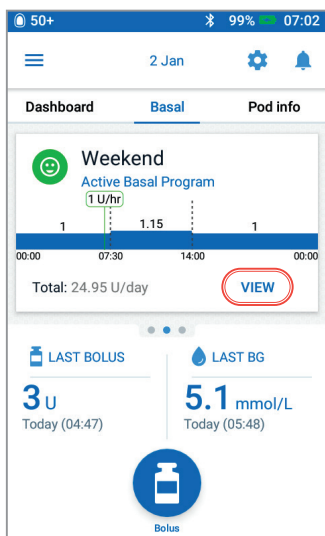 50+ 99% 07:02
2 Jan
Dashboard Basal Pod info
Weekend
Active Basal Program
1 U/hr
1 1.15 1
00:00 07:30 14:00 00:00
Total: 24.95 U/day VIEW
LAST BOLUS LAST BG
3 U 5.1 mmol/L
Today (04:47) Today (05:48)
Bolus